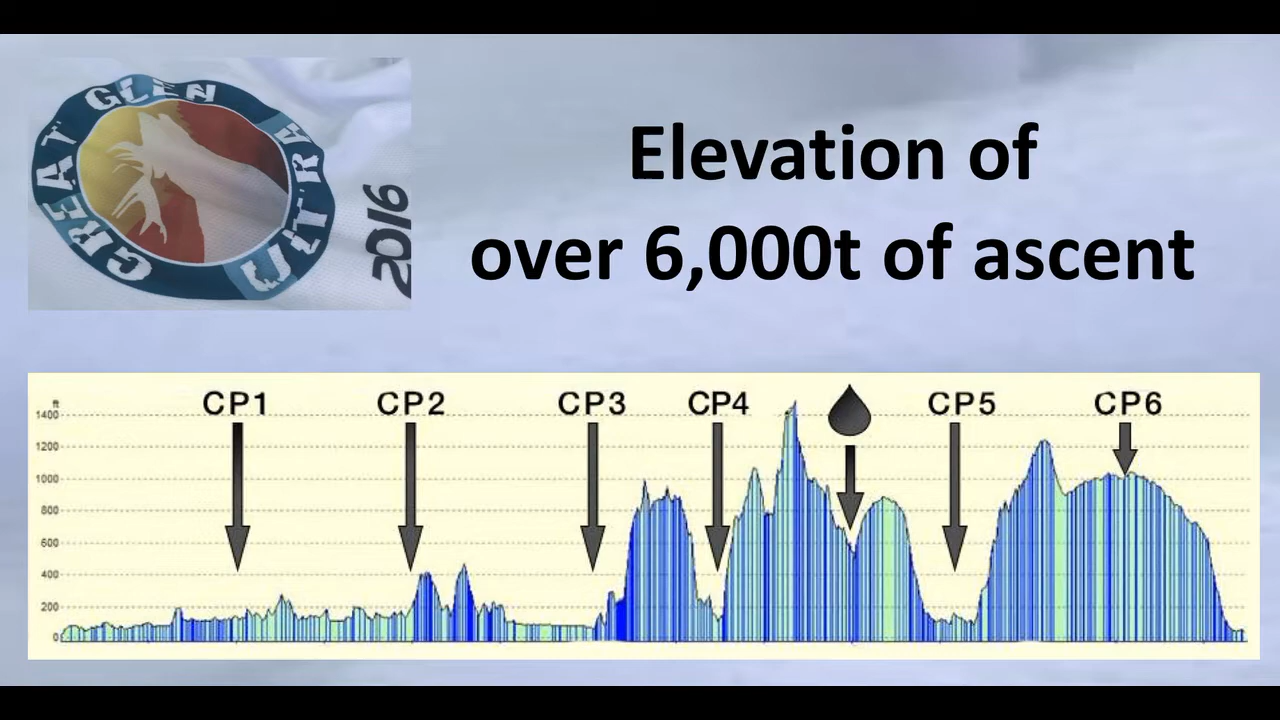 GREAT GLEN ULTRA
2016
Elevation of
over 6,000t of ascent
ft
CP1 CP2 CP3 CP4 CP5 CP6
1400
1200
1000
800
600
400
200
0